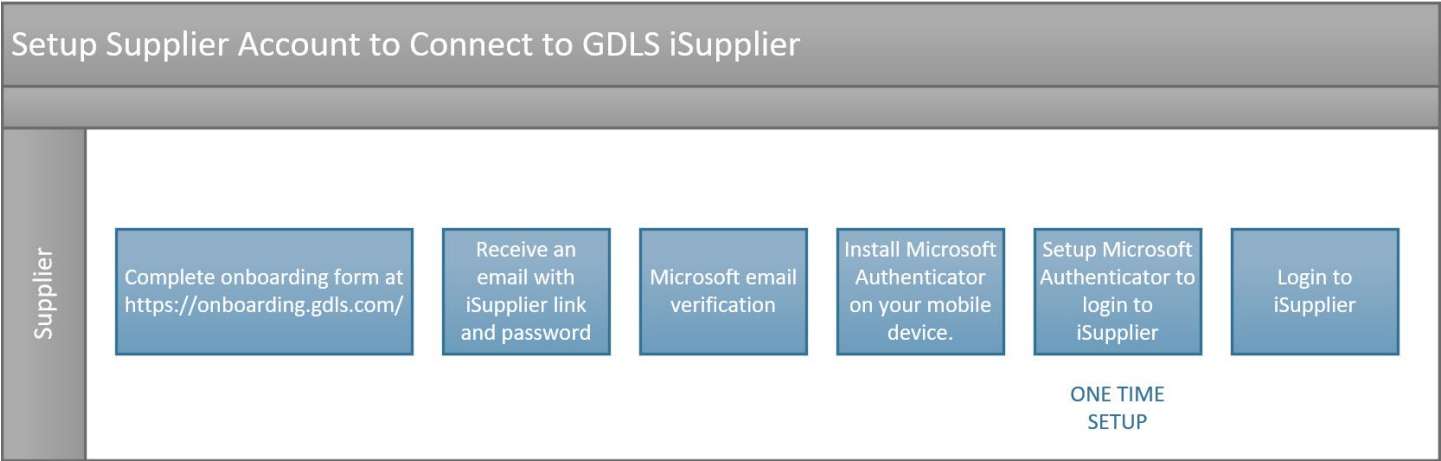 Setup Supplier Account to Connect to GDLS iSupplier
Supplier
Complete onboarding form at
https://onboarding.gdls.com/
Receive an
email with
iSupplier link
and password
Microsoft email
verification
Install Microsoft
Authenticator
on your mobile
device.
Setup Microsoft
Authenticator to
login to
iSupplier
Login to
iSupplier
ONE TIME
SETUP